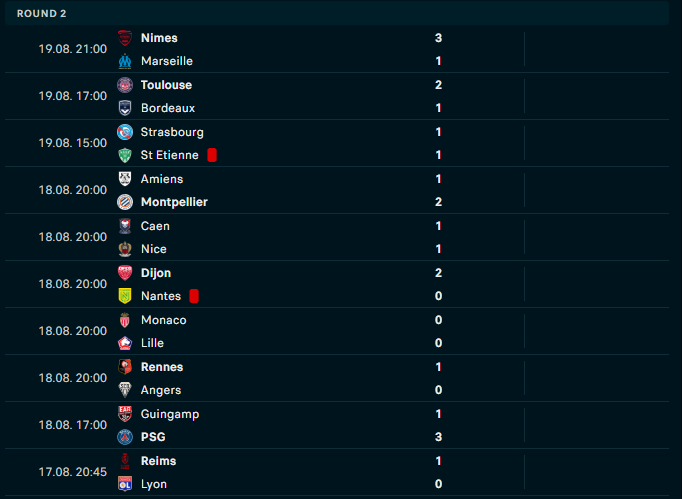 ROUND 2
19.08. 21:00 Nimes 3
Marseille 1
19.08. 17:00 Toulouse 2
Bordeaux 1
19.08. 15:00 Strasbourg 1
St Etienne 1
18.08. 20:00 Amiens 1
Montpellier 2
18.08. 20:00 Caen 1
Nice 1
18.08. 20:00 Dijon 2
Nantes 0
18.08. 20:00 Monaco 0
Lille 0
18.08. 20:00 Rennes 1
Angers 0
18.08. 17:00 Guingamp 1
PSG 3
17.08. 20:45 Reims 1
Lyon 0